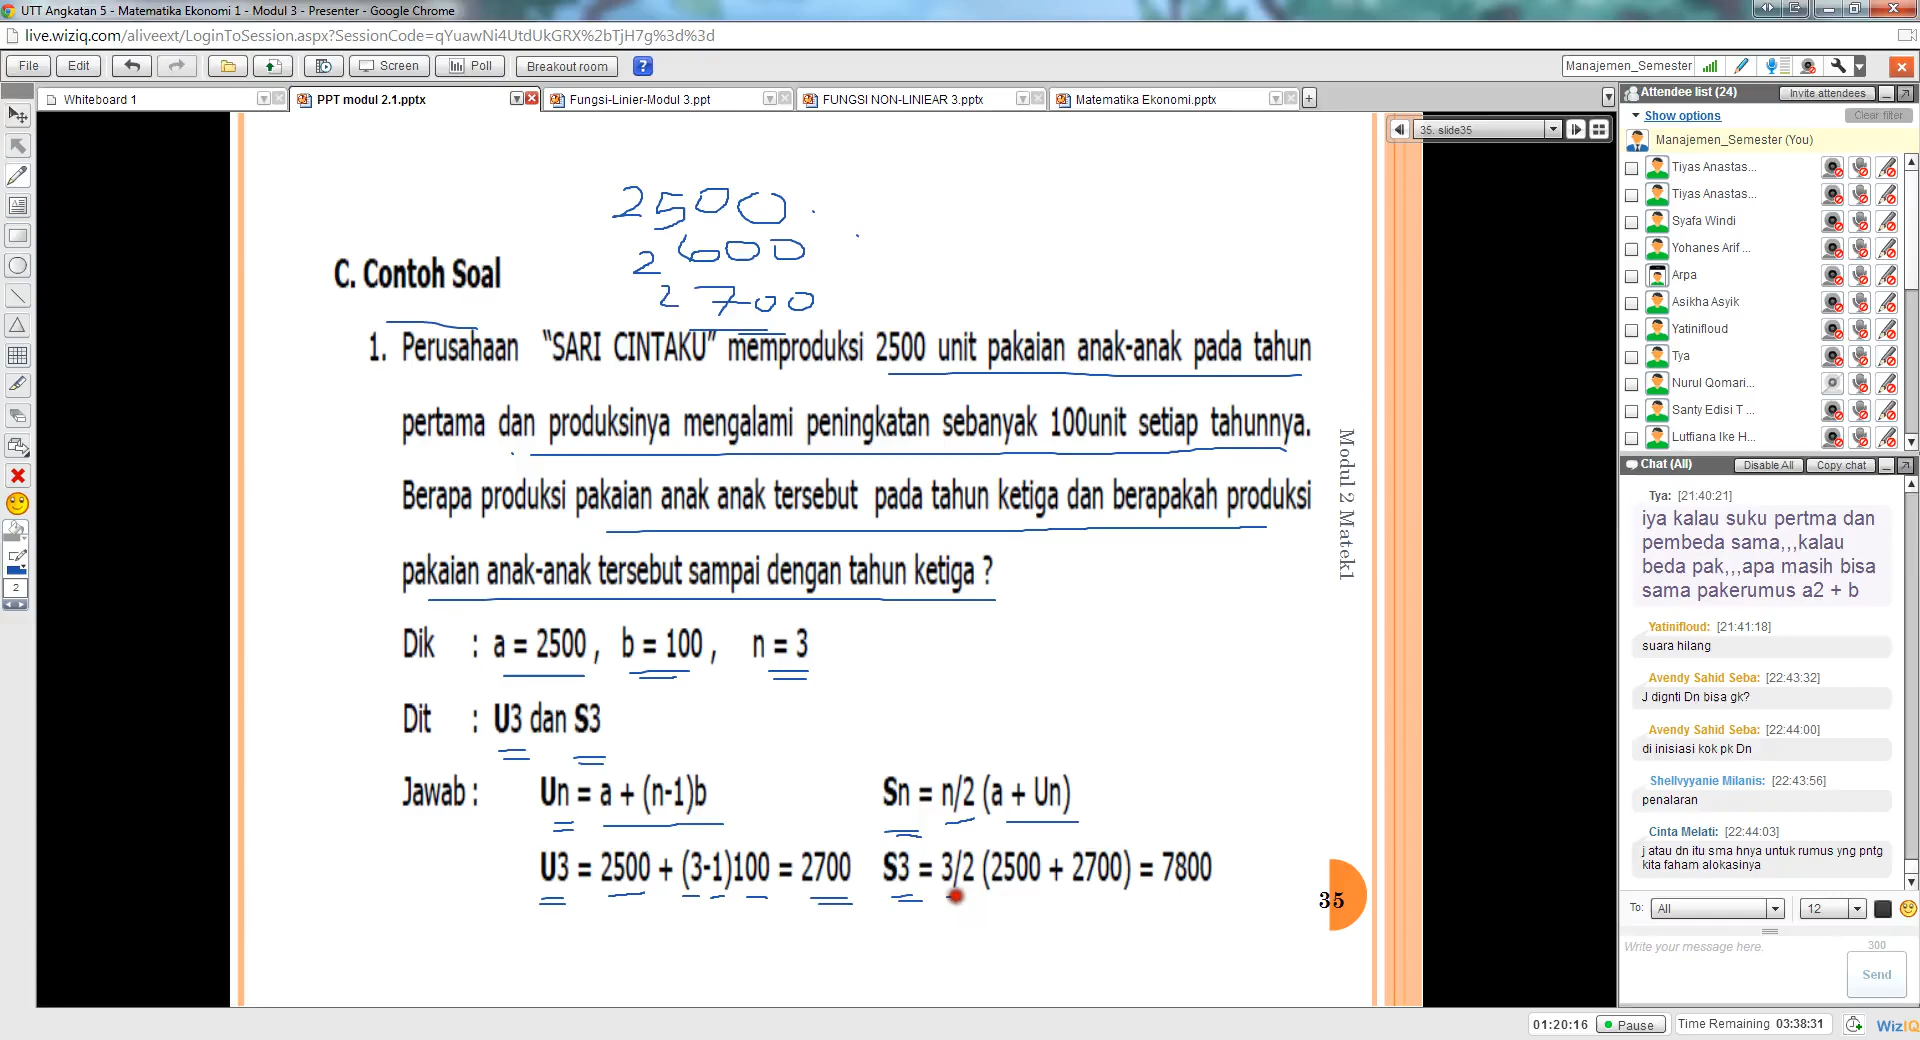 UTT Angkatan 5 - Matematika Ekonomi 1 - Modul 3 - Presenter - Google Chrome
live.wiziq.com/aliveext/LoginToSession.aspx?SessionCode=qYuawNi4UtdUkGRX%2bTjH7g%3d%3d
File Edit Screen Poll Breakout room ? Manajemen_Semester
Whiteboard 1 PPT modul 2.1.pptx Fungsi-Linier-Modul 3.ppt FUNGSI NON-LINIEAR 3.pptx Matematika Ekonomi.pptx +
35. slide35
2500
2600
2700
C. Contoh Soal
1. Perusahaan "SARI CINTAKU" memproduksi 2500 unit pakaian anak-anak pada tahun
pertama dan produksinya mengalami peningkatan sebanyak 100unit setiap tahunnya.
Berapa produksi pakaian anak anak tersebut pada tahun ketiga dan berapakah produksi
pakaian anak-anak tersebut sampai dengan tahun ketiga ?
Dik : a = 2500 , b = 100 , n = 3
Dit : U3 dan S3
Jawab : Un = a + (n-1)b Sn = n/2 (a + Un)
U3 = 2500 + (3-1)100 = 2700 S3 = 3/2 (2500 + 2700) = 7800
Modul 2 Matek1
35
2
Attendee list (24) Invite attendees
Show options Clear filter
Manajemen_Semester (You)
Tiyas Anastas...
Tiyas Anastas...
Syafa Windi
Yohanes Arif ...
Arpa
Asikha Asyik
Yatinifloud
Tya
Nurul Qomari...
Santy Edisi T ...
Lutfiana Ike H...
Chat (All) Disable All Copy chat
Tya: [21:40:21]
iya kalau suku pertma dan
pembeda sama,,,kalau
beda pak,,,apa masih bisa
sama pakerumus a2 + b
Yatinifloud: [21:41:18]
suara hilang
Avendy Sahid Seba: [22:43:32]
J dignti Dn bisa gk?
Avendy Sahid Seba: [22:44:00]
di inisiasi kok pk Dn
Shellvyyanie Milanis: [22:43:56]
penalaran
Cinta Melati: [22:44:03]
j atau dn itu sma hnya untuk rumus yng pntg
kita faham alokasinya
To: All 12
Write your message here. 300
Send
01:20:16 Pause Time Remaining 03:38:31 WizIQ